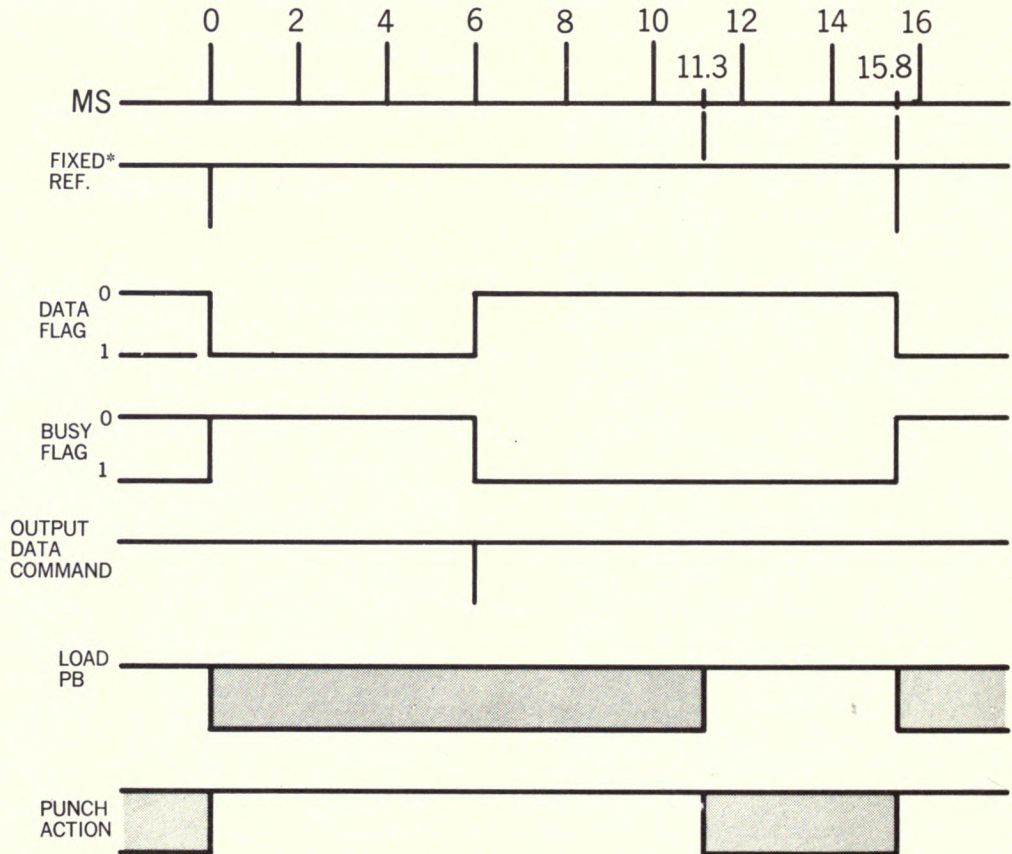 0 2 4 6 8 10 12 14 16
11.3 15.8
MS
FIXED*
REF.
0
DATA
FLAG
1
0
BUSY
FLAG
1
OUTPUT
DATA
COMMAND
LOAD
PB
PUNCH
ACTION